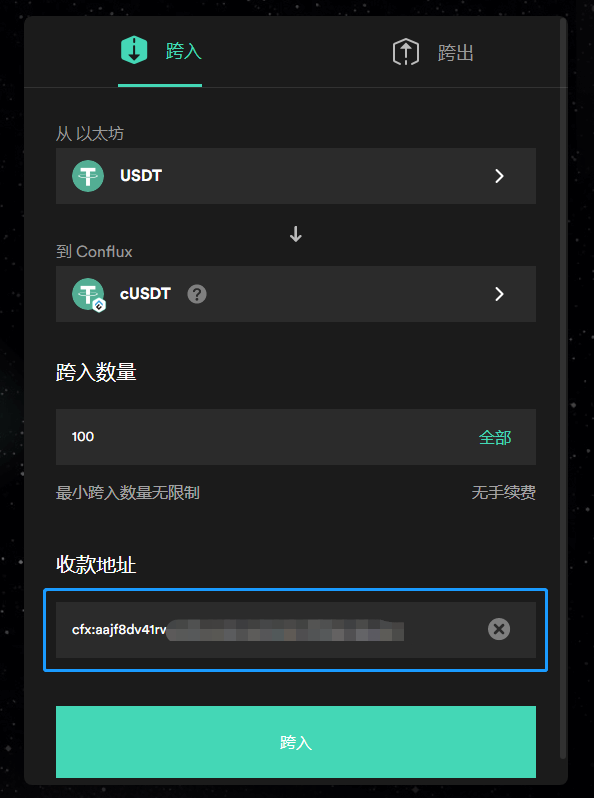 跨入
跨出
从 以太坊
USDT
到 Conflux
cUSDT ?
跨入数量
100 全部
最小跨入数量无限制 无手续费
收款地址
cfx:aajf8dv41rv
跨入